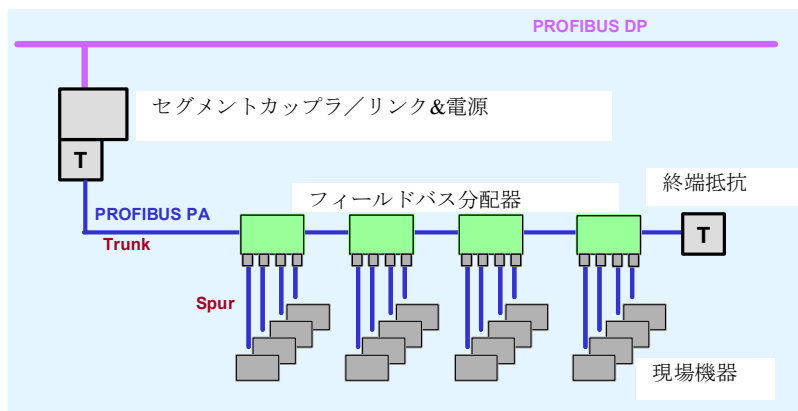 PROFIBUS DP
セグメントカップラ／リンク&電源
T
終端抵抗
フィールドバス分配器
PROFIBUS PA
T
Trunk
Spur
現場機器